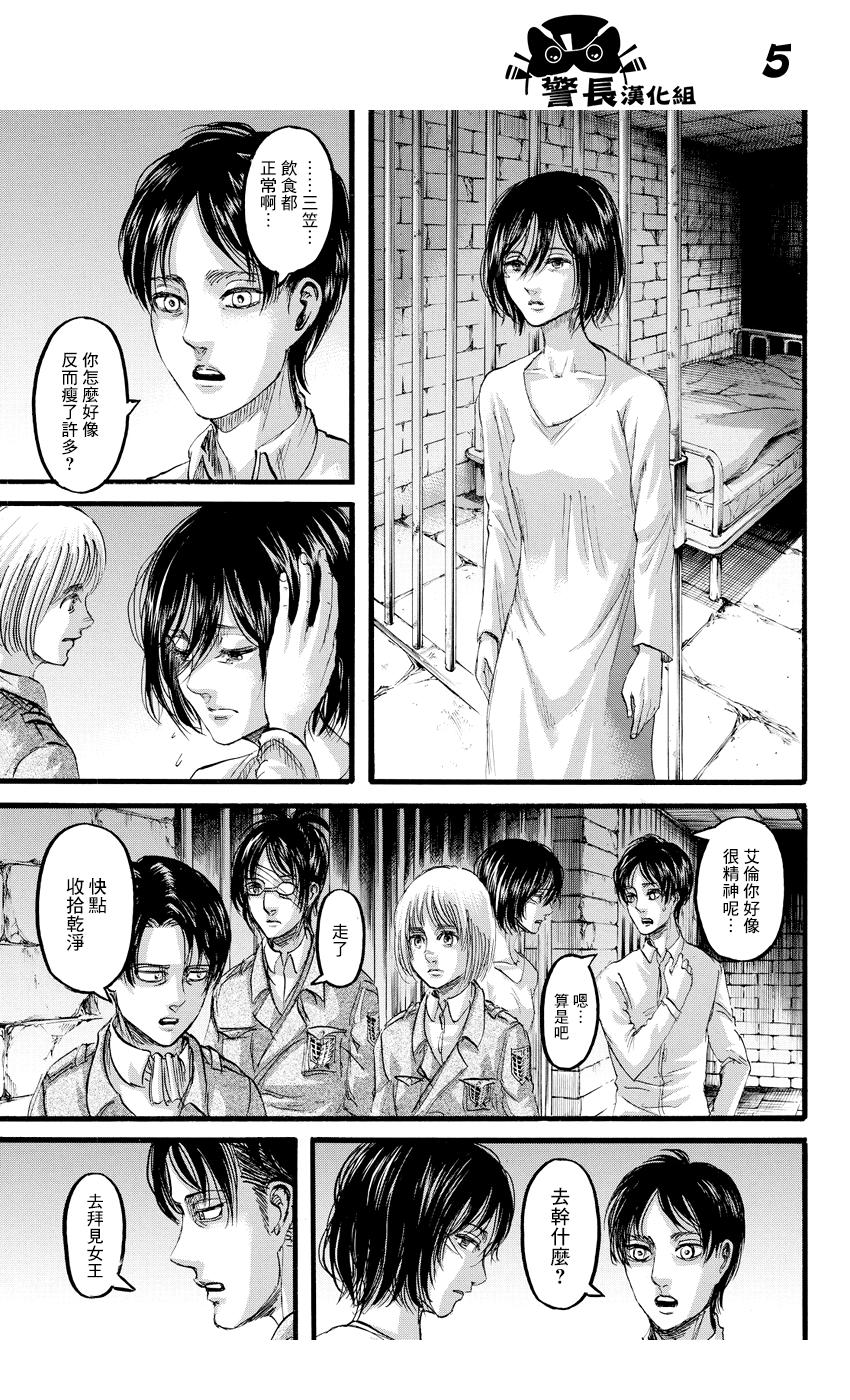 警長漢化組
5
……三笠…
飲食都
正常啊…
你怎麼好像
反而瘦了許多？
艾倫你好像
很精神呢…
嗯…
算是吧
走了
快點
收拾乾淨
去幹什麼？
去拜見女王